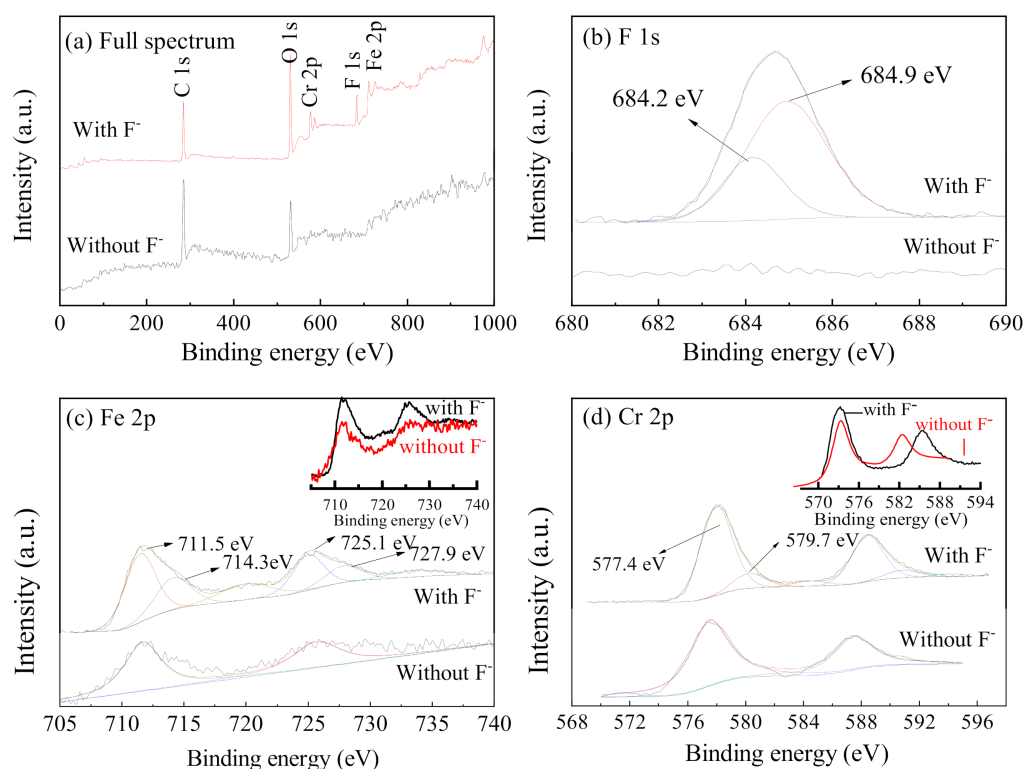 (a) Full spectrum
C 1s
O 1s
Cr 2p
F 1s
Fe 2p
With F⁻
Without F⁻
Intensity (a.u.)
0 200 400 600 800 1000
Binding energy (eV)
(b) F 1s
684.2 eV
684.9 eV
With F⁻
Without F⁻
Intensity (a.u.)
680 682 684 686 688 690
Binding energy (eV)
(c) Fe 2p
with F⁻
without F⁻
710 720 730 740
Binding energy (eV)
711.5 eV
714.3eV
725.1 eV
727.9 eV
With F⁻
Without F⁻
Intensity (a.u.)
705 710 715 720 725 730 735 740
Binding energy (eV)
(d) Cr 2p
with F⁻
without F⁻
570 576 582 588 594
Binding energy (eV)
577.4 eV
579.7 eV
With F⁻
Without F⁻
Intensity (a.u.)
568 572 576 580 584 588 592 596
Binding energy (eV)